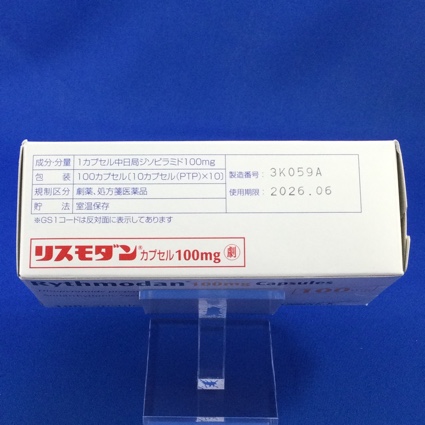 成分・分量 1カプセル中日局ジソピラミド100mg
包 装 100カプセル[10カプセル(PTP)×10]
規制区分 劇薬、処方箋医薬品
貯 法 室温保存
※GS1コードは反対面に表示してあります
製造番号: 3K059A
使用期限: 2026.06
リスモダン®カプセル100mg 劇
Rythmodan 100mg Capsules